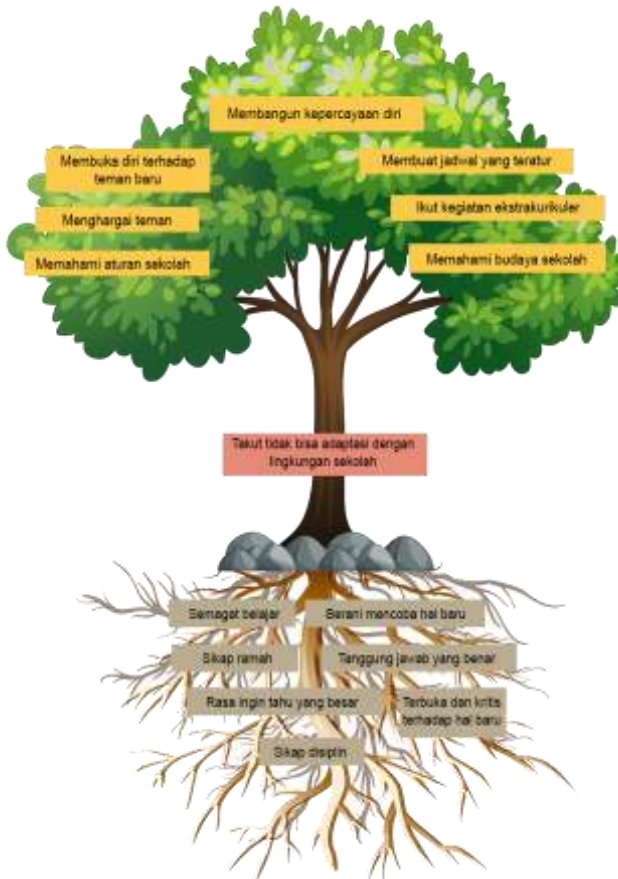 Membangun kepercayaan diri
Membuka diri terhadap
teman baru
Membuat jadwal yang teratur
Menghargai teman
Ikut kegiatan ekstrakurikuler
Memahami aturan sekolah
Memahami budaya sekolah
Takut tidak bisa adaptasi dengan
lingkungan sekolah
Semagat belajar
Berani mencoba hal baru
Sikap ramah
Tanggung jawab yang benar
Rasa ingin tahu yang besar
Terbuka dan kritis
terhadap hal baru
Sikap disiplin